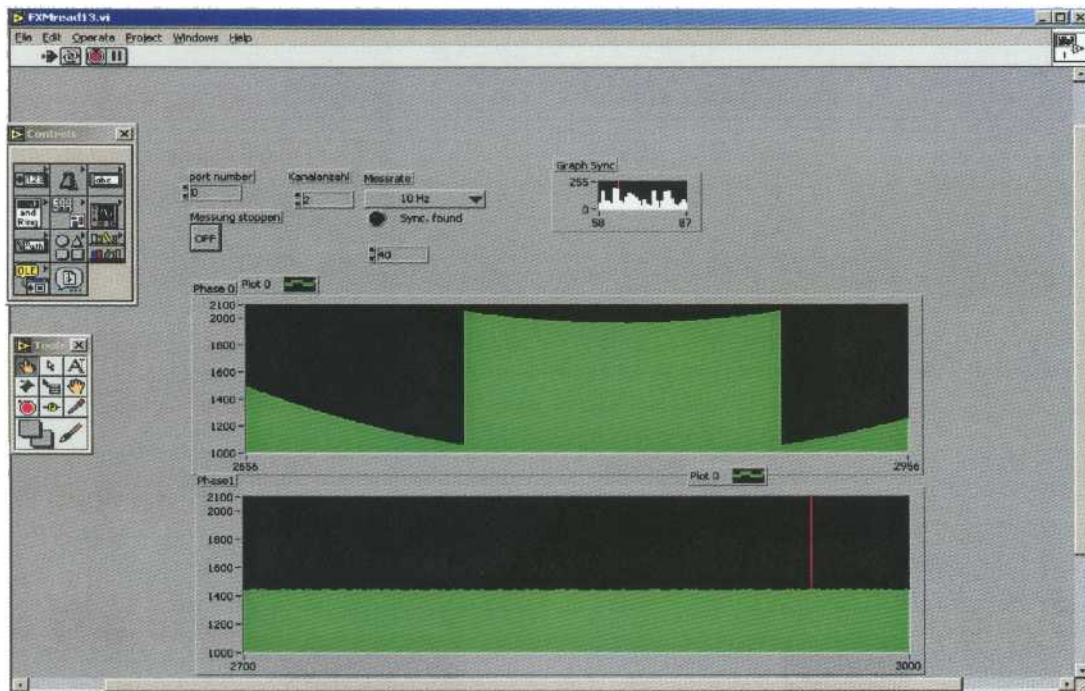 FXMread13.vi
File Edit Operate Project Windows Help
Controls
port number
0
Kanalanzahl
2
Messrate
10 Hz
Sync. found
Messung stoppen
OFF
40
Graph Sync
255
0
58 87
Tools
Phase 0 Plot 0
2100
2000
1800
1600
1400
1200
1000
2656 2956
Phase1 Plot 0
2100
2000
1800
1600
1400
1200
1000
2700 3000